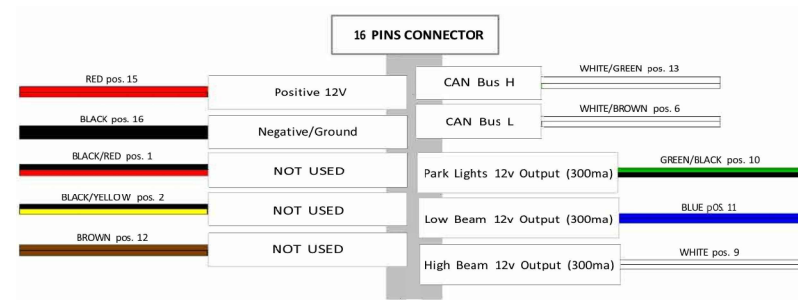 16 PINS CONNECTOR
RED pos. 15
Positive 12V
BLACK pos. 16
Negative/Ground
BLACK/RED pos. 1
NOT USED
BLACK/YELLOW pos. 2
NOT USED
BROWN pos. 12
NOT USED
CAN Bus H
WHITE/GREEN pos. 13
CAN Bus L
WHITE/BROWN pos. 6
Park Lights 12v Output (300ma)
GREEN/BLACK pos. 10
Low Beam 12v Output (300ma)
BLUE p0S. 11
High Beam 12v Output (300ma)
WHITE pos. 9